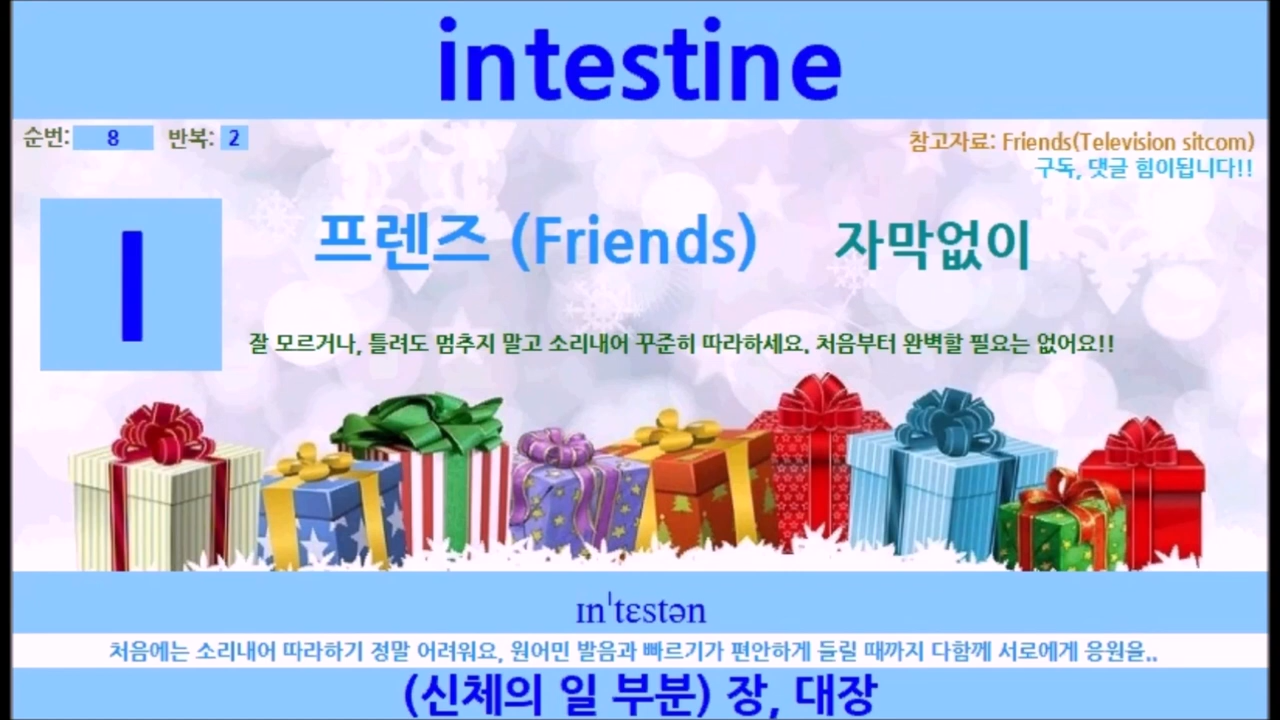 intestine
순번: 8 반복: 2
참고자료: Friends(Television sitcom)
구독, 댓글 힘이됩니다!!
I
프렌즈 (Friends) 자막없이
잘 모르거나, 틀려도 멈추지 말고 소리내어 꾸준히 따라하세요. 처음부터 완벽할 필요는 없어요!!
ɪnˈtɛstən
처음에는 소리내어 따라하기 정말 어려워요, 원어민 발음과 빠르기가 편안하게 들릴 때까지 다함께 서로에게 응원을..
(신체의 일 부분) 장, 대장